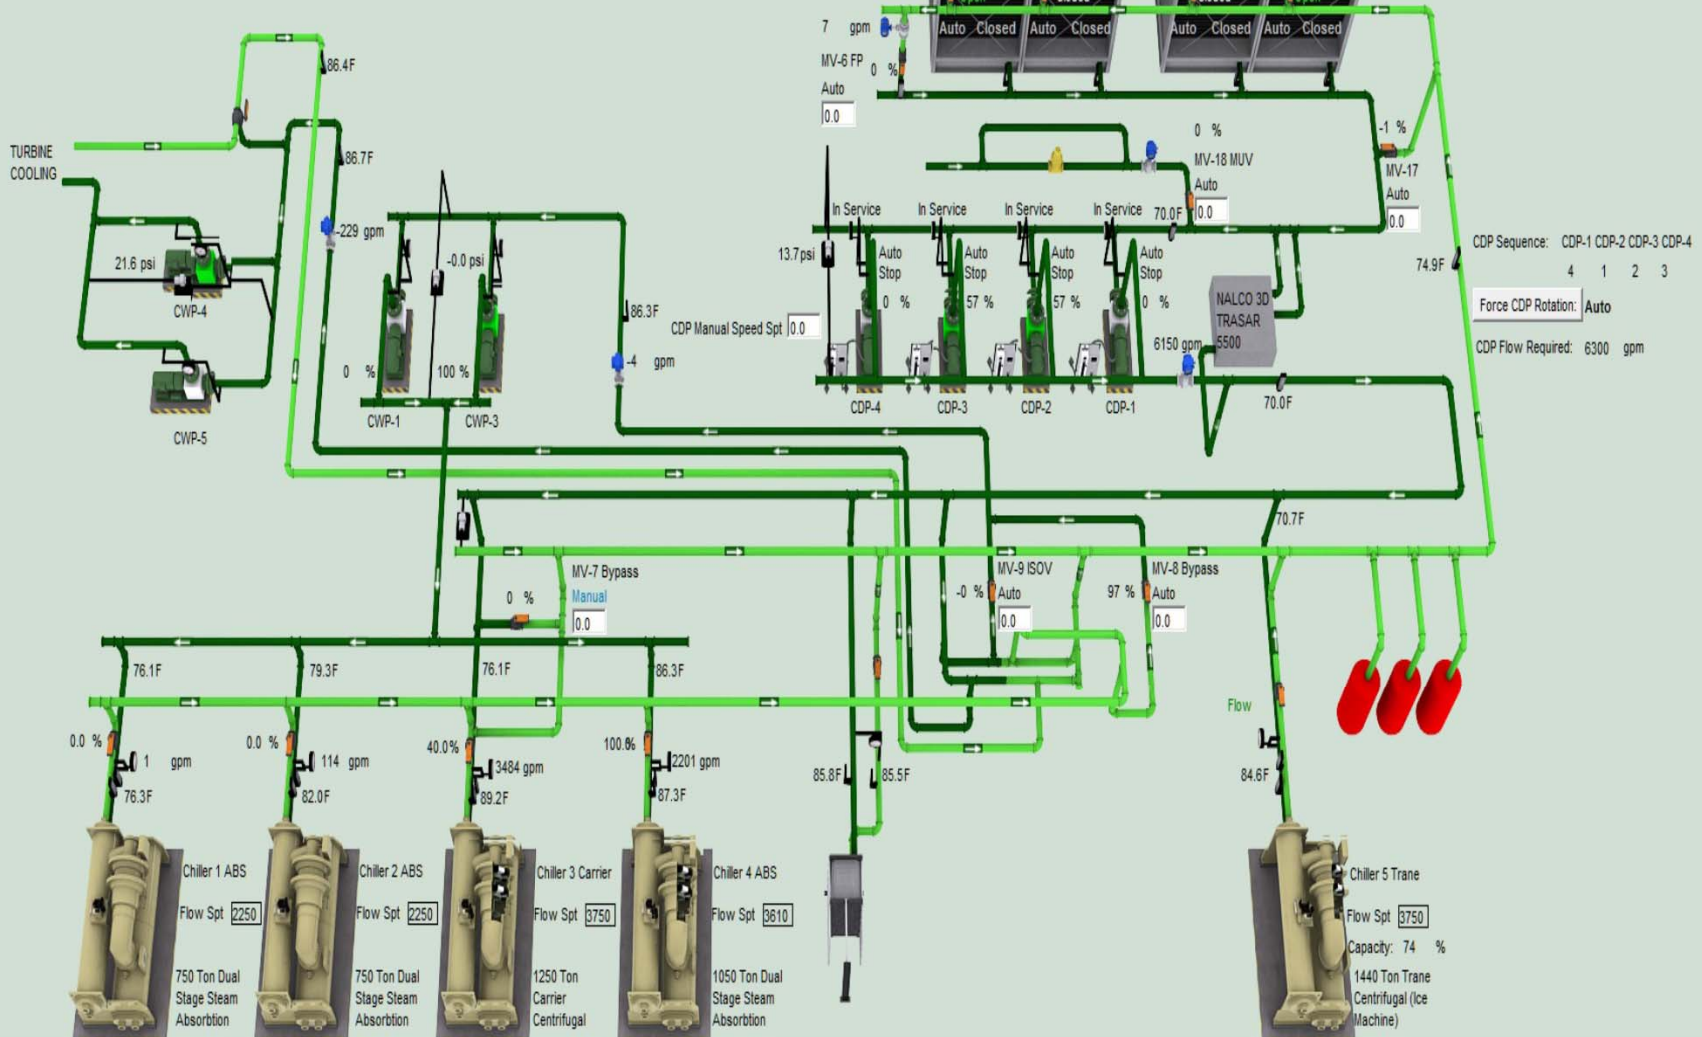 Open
Closed
Closed
Open
Auto Closed Auto Closed
Auto Closed Auto Closed
7 gpm
MV-6 FP 0 %
Auto
0.0
86.4F
TURBINE
COOLING
86.7F
-229 gpm
21.6 psi
CWP-4
CWP-5
-0.0 psi
0 %
100 %
CWP-1
CWP-3
86.3F
-4 gpm
0 %
MV-18 MUV
Auto
0.0
-1 %
MV-17
Auto
0.0
In Service
In Service
In Service
In Service
70.0F
13.7psi
Auto
Stop
0 %
Auto
Stop
57 %
Auto
Stop
57 %
Auto
Stop
0 %
CDP Manual Speed Spt 0.0
CDP-4
CDP-3
CDP-2
CDP-1
6150 gpm
NALCO 3D
TRASAR
5500
70.0F
74.9F
CDP Sequence: CDP-1 CDP-2 CDP-3 CDP-4
4 1 2 3
Force CDP Rotation: Auto
CDP Flow Required: 6300 gpm
70.7F
MV-7 Bypass
0 %
Manual
0.0
MV-9 ISOV
-0 %
Auto
0.0
MV-8 Bypass
97 %
Auto
0.0
76.1F
79.3F
76.1F
86.3F
0.0 %
1 gpm
76.3F
0.0 %
114 gpm
82.0F
40.0%
3484 gpm
89.2F
100.0%
2201 gpm
87.3F
85.8F
85.5F
Flow
84.6F
Chiller 1 ABS
Flow Spt 2250
750 Ton Dual
Stage Steam
Absorbtion
Chiller 2 ABS
Flow Spt 2250
750 Ton Dual
Stage Steam
Absorbtion
Chiller 3 Carrier
Flow Spt 3750
1250 Ton
Carrier
Centrifugal
Chiller 4 ABS
Flow Spt 3610
1050 Ton Dual
Stage Steam
Absorbtion
Chiller 5 Trane
Flow Spt 3750
Capacity: 74 %
1440 Ton Trane
Centrifugal (Ice
Machine)